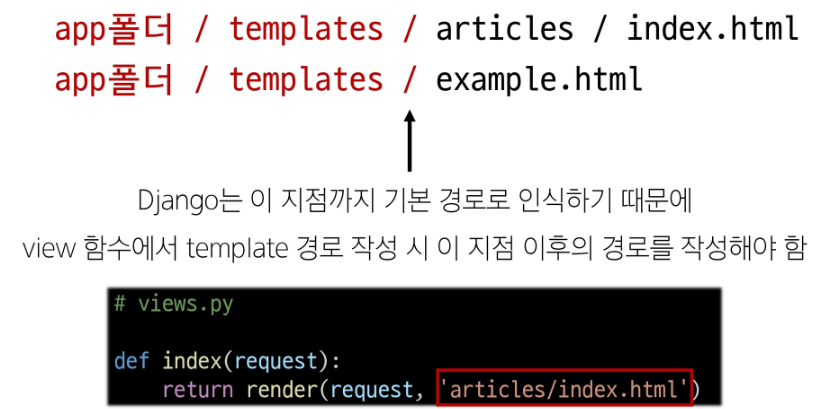 app폴더 / templates / articles / index.html
app폴더 / templates / example.html
Django는 이 지점까지 기본 경로로 인식하기 때문에
view 함수에서 template 경로 작성 시 이 지점 이후의 경로를 작성해야 함
# views.py
def index(request):
    return render(request, 'articles/index.html')